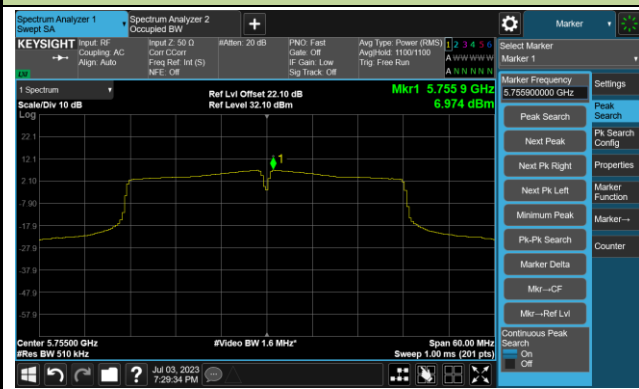 Spectrum Analyzer 1
Swept SA
Spectrum Analyzer 2
Occupied BW
+
Marker
KEYSIGHT
Input: RF
Coupling: AC
Align: Auto
Input Z: 50 Ω
Corr CCorr
Freq Ref: Int (S)
NFE: Off
#Atten: 20 dB
PNO: Fast
Gate: Off
IF Gain: Low
Sig Track: Off
Avg Type: Power (RMS)
Avg|Hold: 1100/1100
Trig: Free Run
1 2 3 4 5 6
A W W W W W
A N N N N N
Select Marker
Marker 1
1 Spectrum
Scale/Div 10 dB
Log
Ref Lvl Offset 22.10 dB
Ref Level 32.10 dBm
Mkr1 5.755 9 GHz
6.974 dBm
22.1
12.1
2.10
-7.90
-17.9
-27.9
-37.9
-47.9
-57.9
1
Center 5.75500 GHz
#Res BW 510 kHz
#Video BW 1.6 MHz*
Span 60.00 MHz
Sweep 1.00 ms (201 pts)
Marker Frequency
5.755900000 GHz
Peak Search
Next Peak
Next Pk Right
Next Pk Left
Minimum Peak
Pk-Pk Search
Marker Delta
Mkr→CF
Mkr→Ref Lvl
Continuous Peak
Search
On
Off
Settings
Peak
Search
Pk Search
Config
Properties
Marker
Function
Marker→
Counter
?
Jul 03, 2023
7:29:34 PM